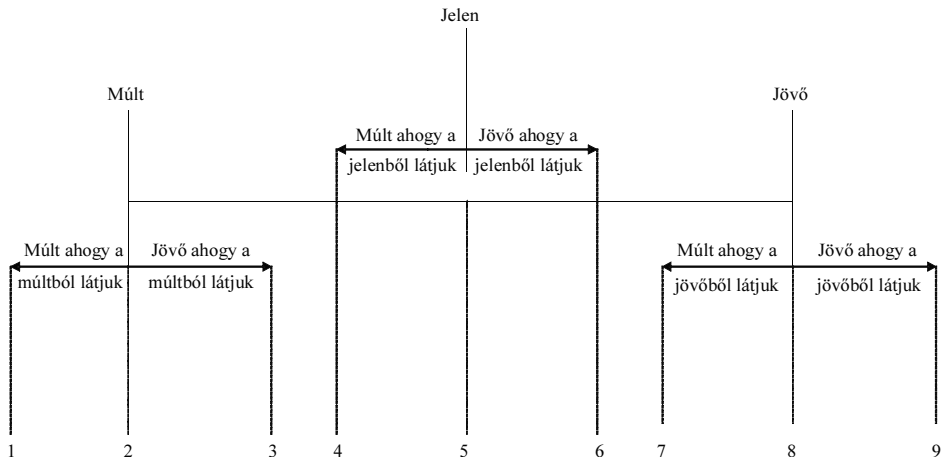 Jelen
Múlt
Jövő
Múlt ahogy a
jelenből látjuk
Jövő ahogy a
jelenből látjuk
Múlt ahogy a
múltból látjuk
Jövő ahogy a
múltból látjuk
Múlt ahogy a
jövőből látjuk
Jövő ahogy a
jövőből látjuk
1 2 3 4 5 6 7 8 9